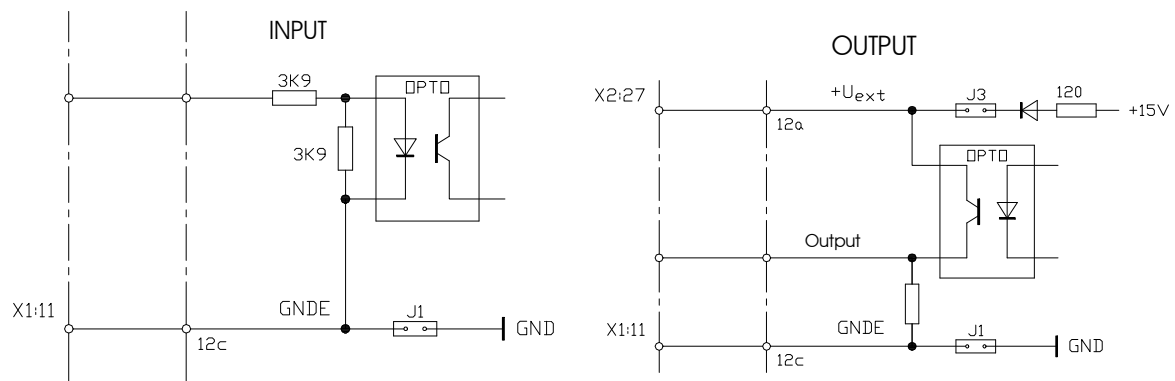 INPUT
3K9
OPTO
3K9
X1:11
GNDE
J1
GND
12c
OUTPUT
X2:27
+Uext
J3
120
+15V
12a
OPTO
Output
X1:11
GNDE
J1
GND
12c